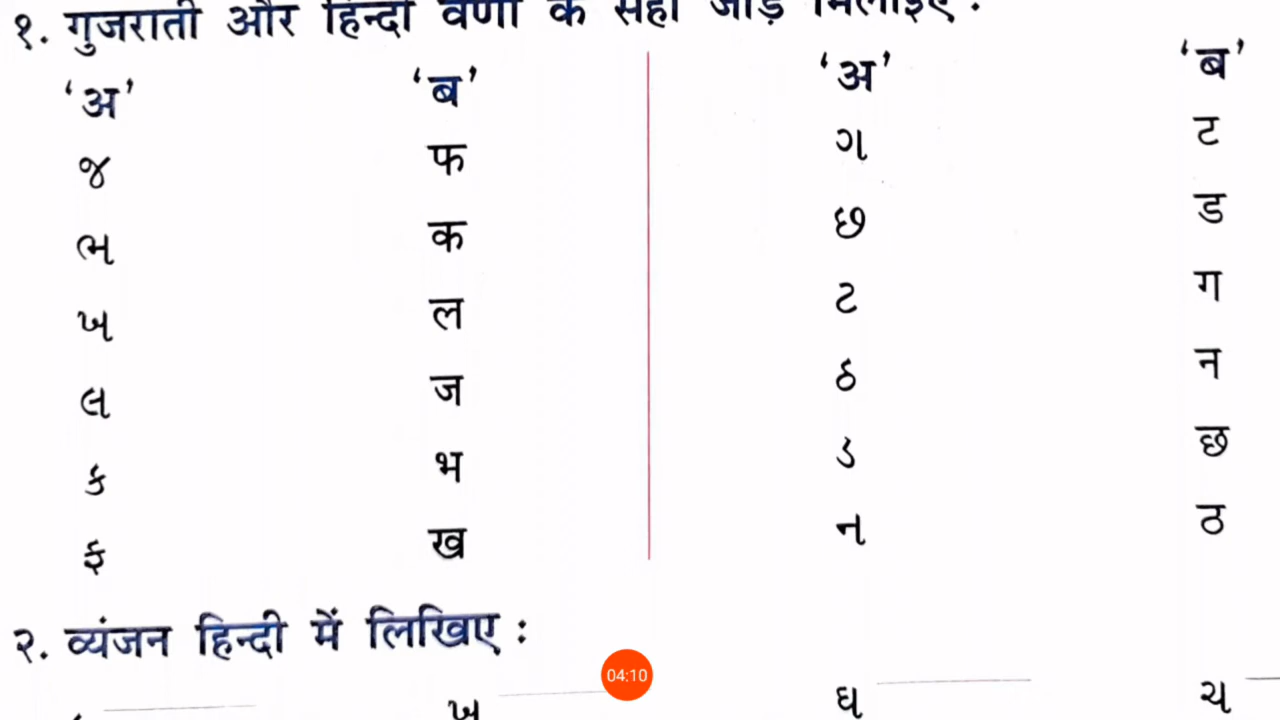 १. गुजराती और हिन्दी वर्णों के सही जोड़े मिलाइए :
‘अ’ ‘ब’ ‘अ’ ‘ब’
જ फ ગ ट
ભ क છ ड
ખ ल ટ ग
લ ज ઠ न
ક भ ડ छ
ફ ख ન ठ
२. व्यंजन हिन्दी में लिखिए :
04:10
ખ ઘ ચ